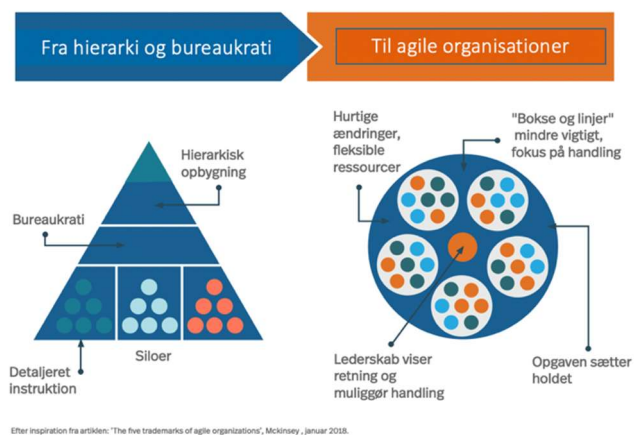 Fra hierarki og bureaukrati
Til agile organisationer
Hierarkisk
opbygning
Bureaukrati
Siloer
Detaljeret
instruktion
Hurtige
ændringer,
fleksible
ressourcer
"Bokse og linjer"
mindre vigtigt,
fokus på handling
Lederskab viser
retning og
muliggør handling
Opgaven sætter
holdet
Efter inspiration fra artiklen: 'The five trademarks of agile organizations', Mckinsey , januar 2018.